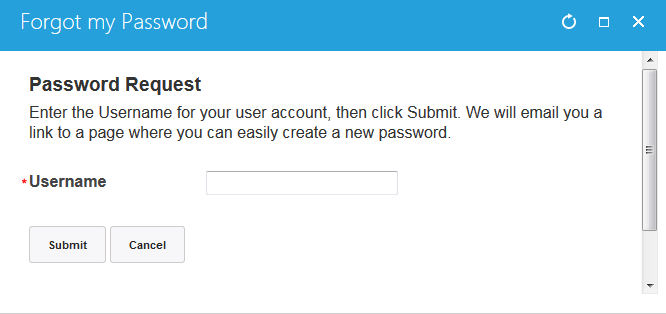 Forgot my Password
Password Request
Enter the Username for your user account, then click Submit. We will email you a
link to a page where you can easily create a new password.
* Username
Submit Cancel